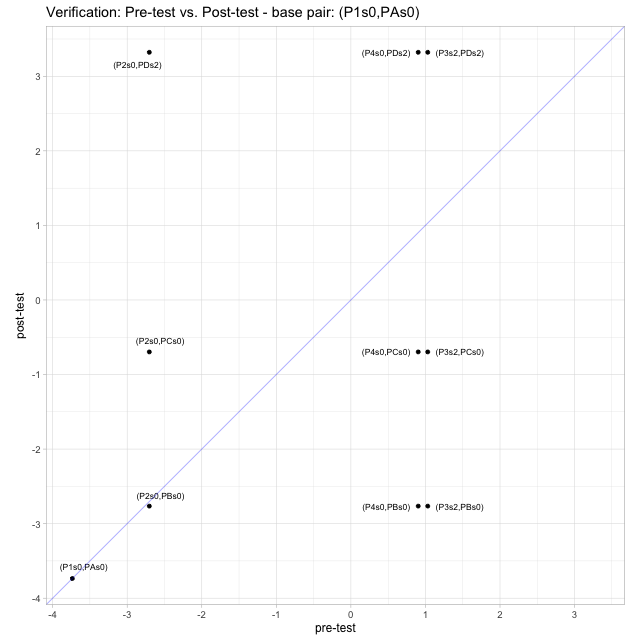 Verification: Pre-test vs. Post-test - base pair: (P1s0,PAs0)
(P2s0,PDs2)
(P4s0,PDs2)
(P3s2,PDs2)
(P2s0,PCs0)
(P4s0,PCs0)
(P3s2,PCs0)
(P2s0,PBs0)
(P4s0,PBs0)
(P3s2,PBs0)
(P1s0,PAs0)
3
2
1
0
-1
-2
-3
-4
post-test
-4 -3 -2 -1 0 1 2 3
pre-test